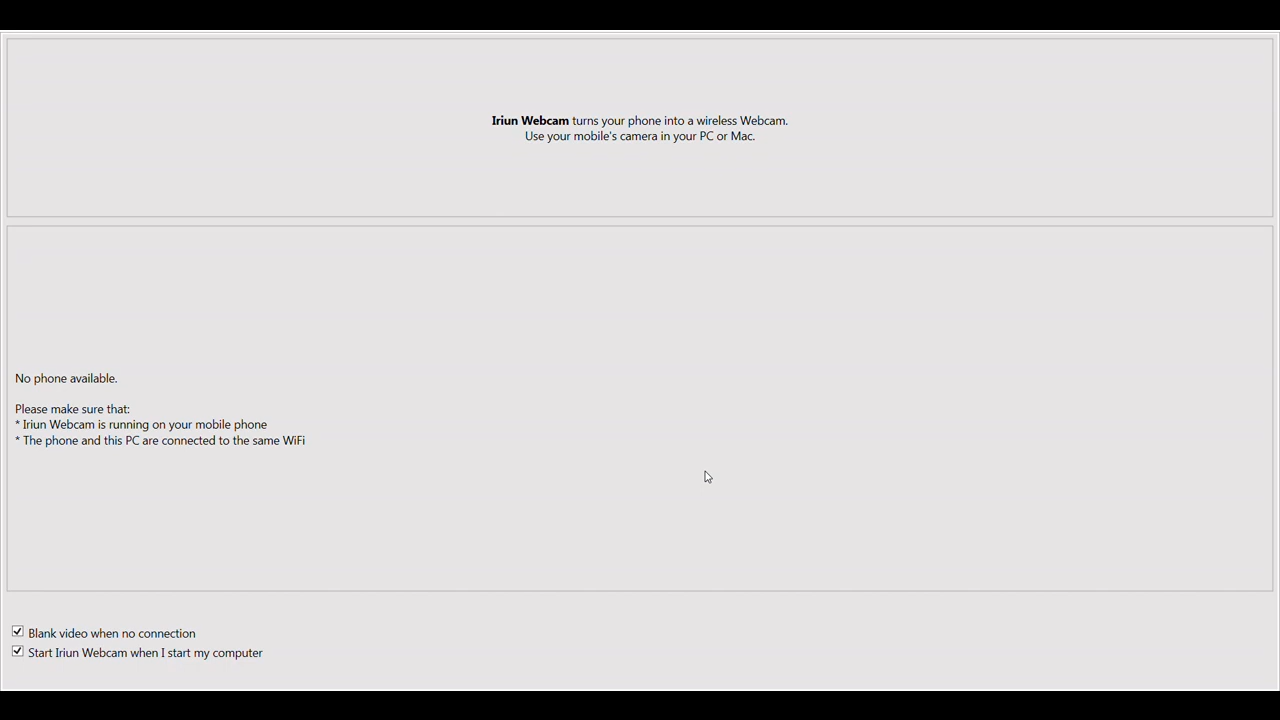 Iriun Webcam turns your phone into a wireless Webcam.
Use your mobile's camera in your PC or Mac.
No phone available.
Please make sure that:
* Iriun Webcam is running on your mobile phone
* The phone and this PC are connected to the same WiFi
Blank video when no connection
Start Iriun Webcam when I start my computer